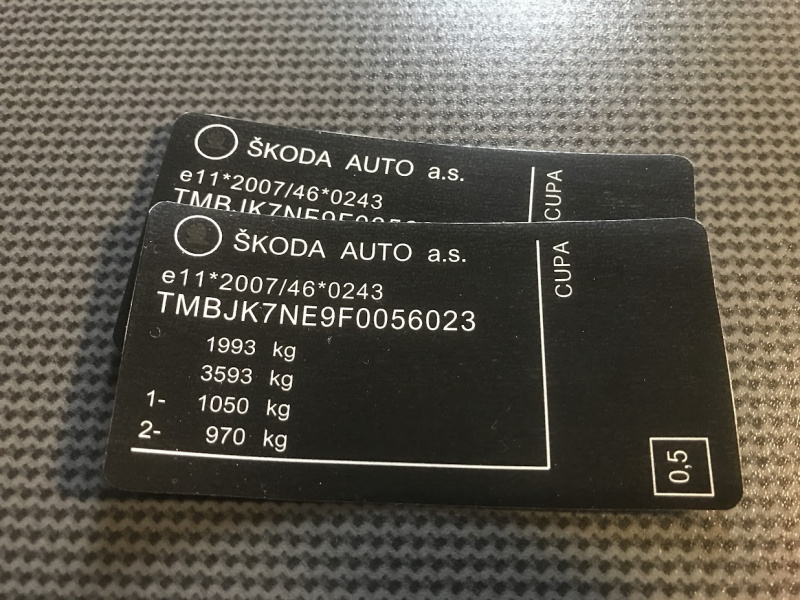 ŠKODA AUTO a.s.
e11*2007/46*0243
TMBJK7NE9F0056
CUPA
ŠKODA AUTO a.s.
e11*2007/46*0243
TMBJK7NE9F0056023
1993 kg
3593 kg
1- 1050 kg
2- 970 kg
CUPA
0,5